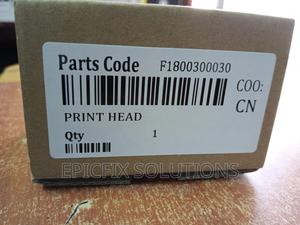 Parts Code F1800300030
COO:
CN
PRINT HEAD
Qty 1
EPICFIX SOLUTIONS